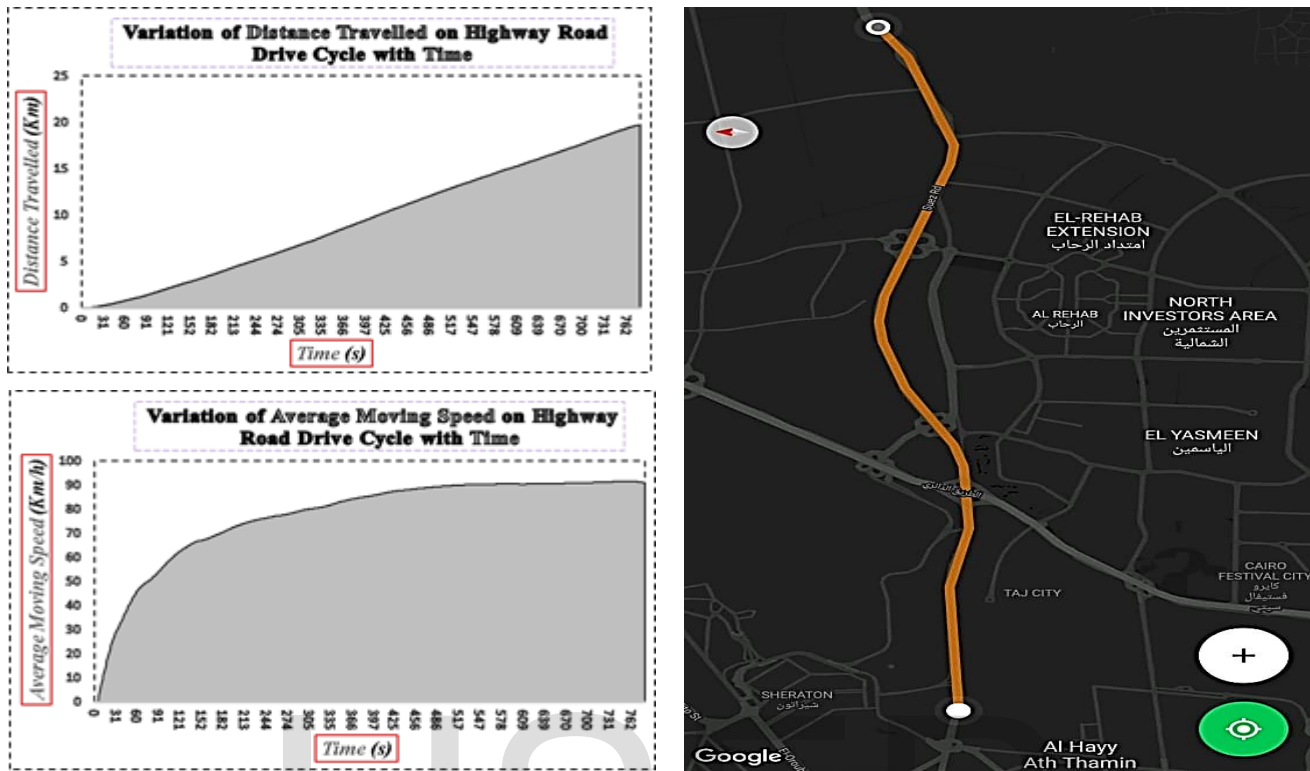 Variation of Distance Travelled on Highway Road
Drive Cycle with Time
Distance Travelled (Km)
25
20
15
10
5
0
0 31 60 91 121 152 182 213 244 274 305 335 366 397 425 456 486 517 547 578 609 639 670 700 731 762
Time (s)
Variation of Average Moving Speed on Highway
Road Drive Cycle with Time
Average Moving Speed (Km/h)
100
90
80
70
60
50
40
30
20
10
0
0 31 60 91 121 152 182 213 244 274 305 335 366 397 425 456 486 517 547 578 609 639 670 700 731 762
Time (s)
Suez Rd
EL-REHAB
EXTENSION
امتداد الرحاب
AL REHAB
الرحاب
NORTH
INVESTORS AREA
المستثمرين
الشمالية
EL YASMEEN
الياسمين
الطريق الدائري
CAIRO
FESTIVAL CITY
كايرو
فستيفال
سيتي
TAJ CITY
SHERATON
شيراتون
Google
Al Hayy
Ath Thamin